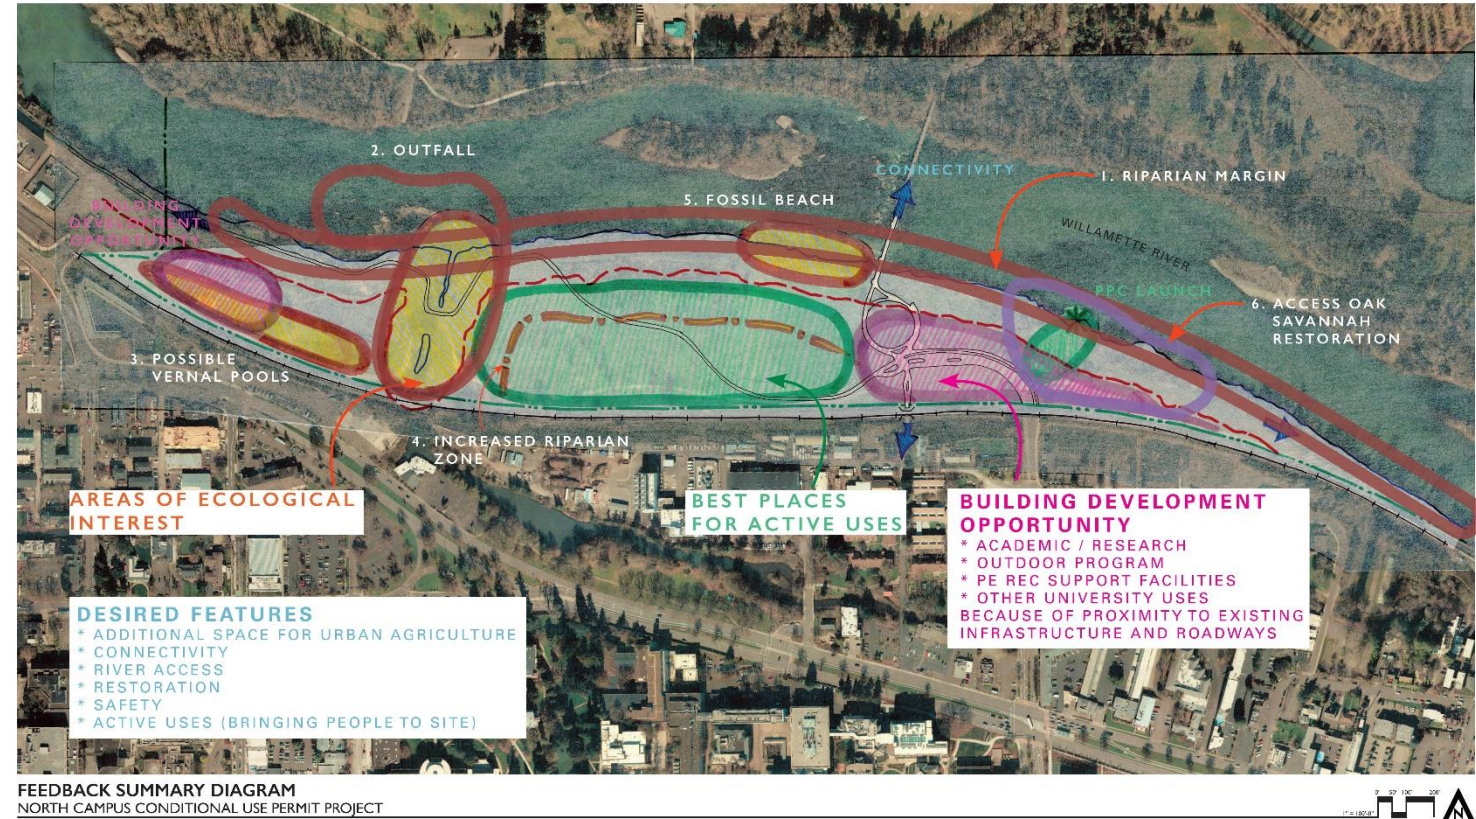 2. OUTFALL
CONNECTIVITY
1. RIPARIAN MARGIN
5. FOSSIL BEACH
BUILDING
DEVELOPMENT
OPPORTUNITY
WILLAMETTE RIVER
PPC LAUNCH
6. ACCESS OAK
SAVANNAH
RESTORATION
3. POSSIBLE
VERNAL POOLS
4. INCREASED RIPARIAN
ZONE
AREAS OF ECOLOGICAL
INTEREST
BEST PLACES
FOR ACTIVE USES
BUILDING DEVELOPMENT
OPPORTUNITY
* ACADEMIC / RESEARCH
* OUTDOOR PROGRAM
* PE REC SUPPORT FACILITIES
* OTHER UNIVERSITY USES
BECAUSE OF PROXIMITY TO EXISTING
INFRASTRUCTURE AND ROADWAYS
DESIRED FEATURES
* ADDITIONAL SPACE FOR URBAN AGRICULTURE
* CONNECTIVITY
* RIVER ACCESS
* RESTORATION
* SAFETY
* ACTIVE USES (BRINGING PEOPLE TO SITE)
FEEDBACK SUMMARY DIAGRAM
NORTH CAMPUS CONDITIONAL USE PERMIT PROJECT
0' 50' 100' 200'
N